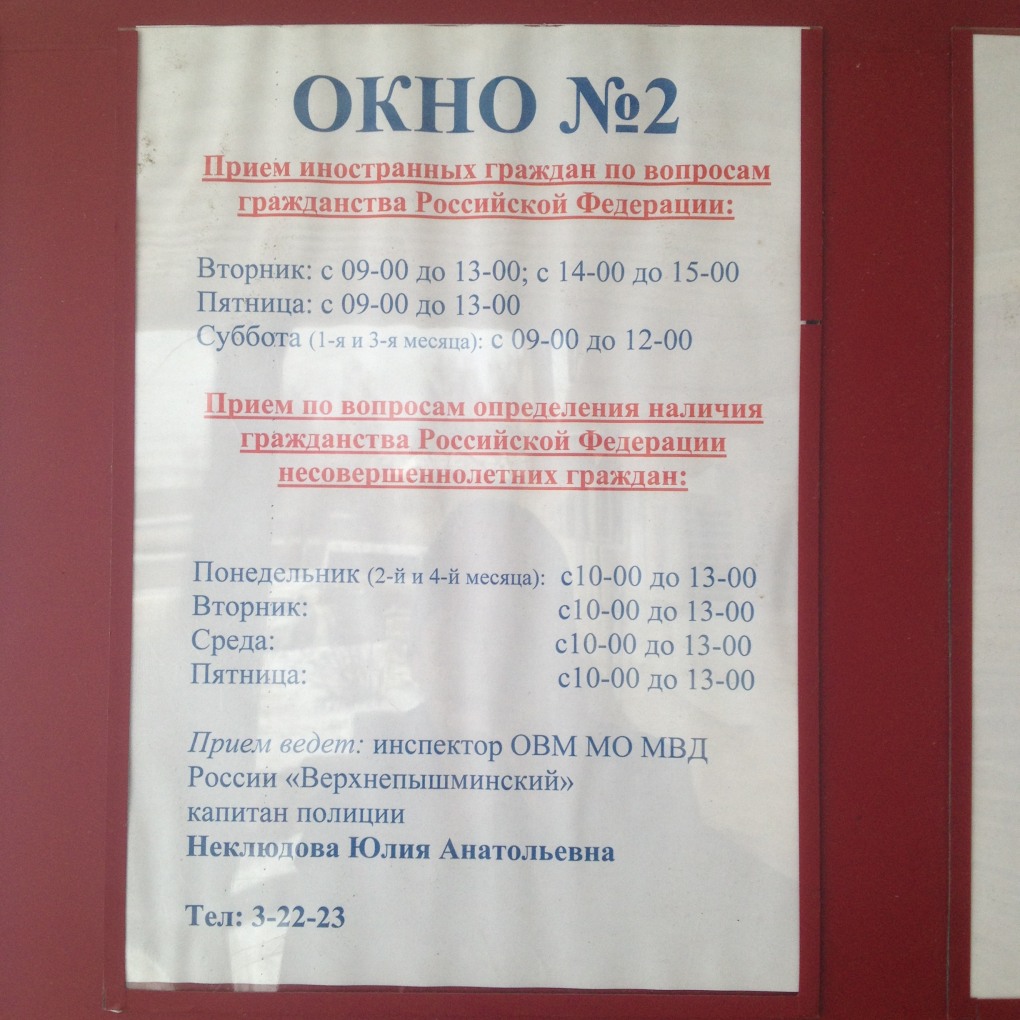 ОКНО №2
Прием иностранных граждан по вопросам
гражданства Российской Федерации:
Вторник: с 09-00 до 13-00; с 14-00 до 15-00
Пятница: с 09-00 до 13-00
Суббота (1-я и 3-я месяца): с 09-00 до 12-00
Прием по вопросам определения наличия
гражданства Российской Федерации
несовершеннолетних граждан:
Понедельник (2-й и 4-й месяца): с10-00 до 13-00
Вторник: с10-00 до 13-00
Среда: с10-00 до 13-00
Пятница: с10-00 до 13-00
Прием ведет: инспектор ОВМ МО МВД
России «Верхнепышминский»
капитан полиции
Неклюдова Юлия Анатольевна
Тел: 3-22-23